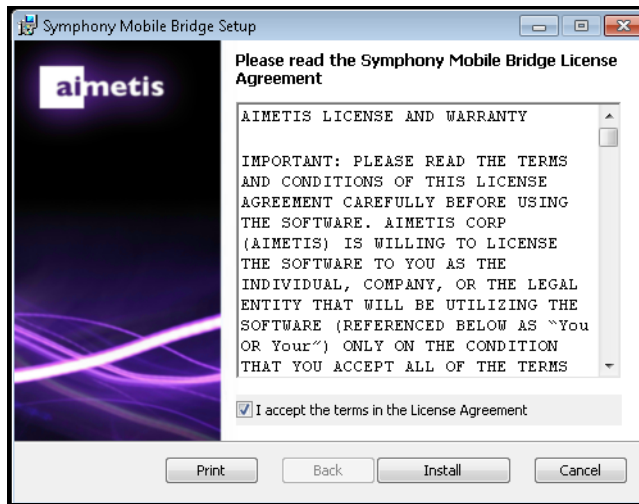 Symphony Mobile Bridge Setup
aimetis
Please read the Symphony Mobile Bridge License
Agreement
AIMETIS LICENSE AND WARRANTY
IMPORTANT: PLEASE READ THE TERMS
AND CONDITIONS OF THIS LICENSE
AGREEMENT CAREFULLY BEFORE USING
THE SOFTWARE. AIMETIS CORP
(AIMETIS) IS WILLING TO LICENSE
THE SOFTWARE TO YOU AS THE
INDIVIDUAL, COMPANY, OR THE LEGAL
ENTITY THAT WILL BE UTILIZING THE
SOFTWARE (REFERENCED BELOW AS “You
OR Your”) ONLY ON THE CONDITION
THAT YOU ACCEPT ALL OF THE TERMS
I accept the terms in the License Agreement
Print Back Install Cancel